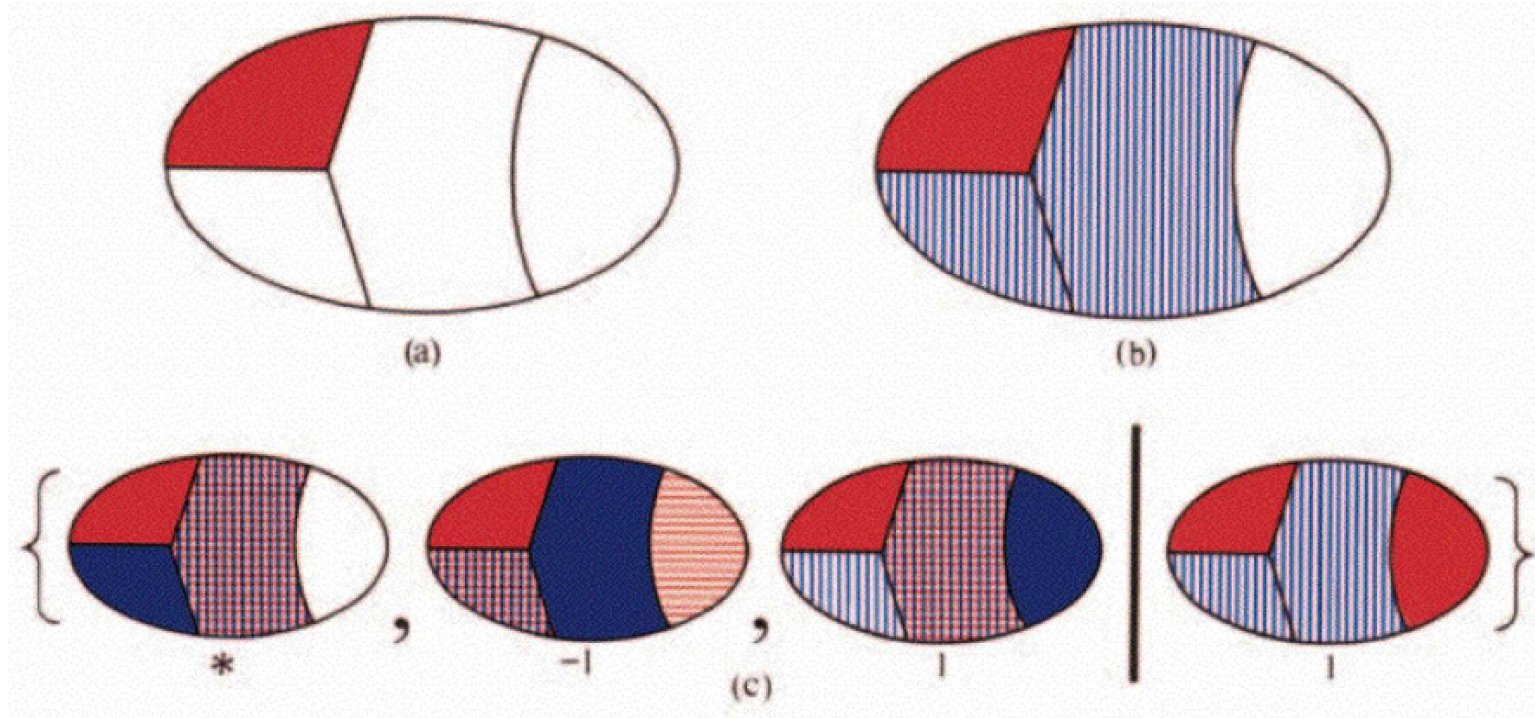 (a)
(b)
{ , , | }
* −1 1 1
(c)